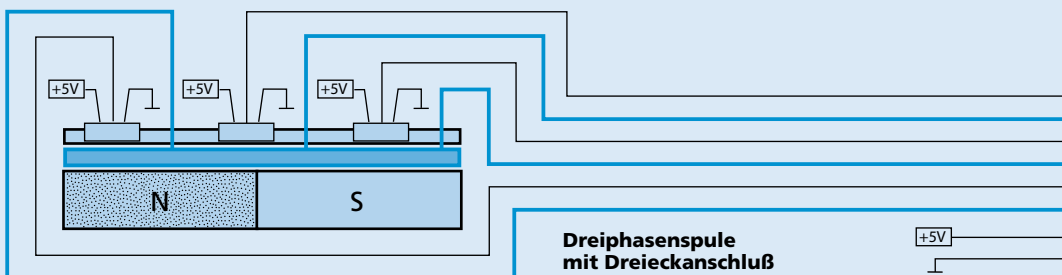 +5V +5V +5V
N S
Dreiphasenspule
mit Dreieckanschluß
+5V